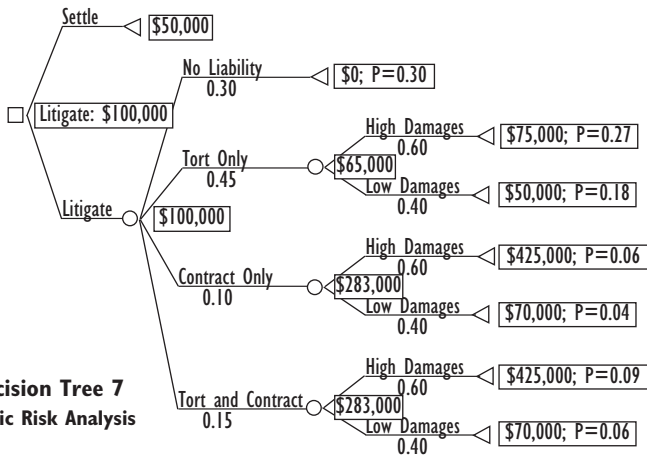 Settle
$50,000
No Liability
0.30
$0; P=0.30
Litigate: $100,000
High Damages
0.60
$75,000; P=0.27
Tort Only
0.45
$65,000
Low Damages
0.40
$50,000; P=0.18
Litigate
$100,000
High Damages
0.60
$425,000; P=0.06
Contract Only
0.10
$283,000
Low Damages
0.40
$70,000; P=0.04
High Damages
0.60
$425,000; P=0.09
Tort and Contract
0.15
$283,000
Low Damages
0.40
$70,000; P=0.06
cision Tree 7
ic Risk Analysis